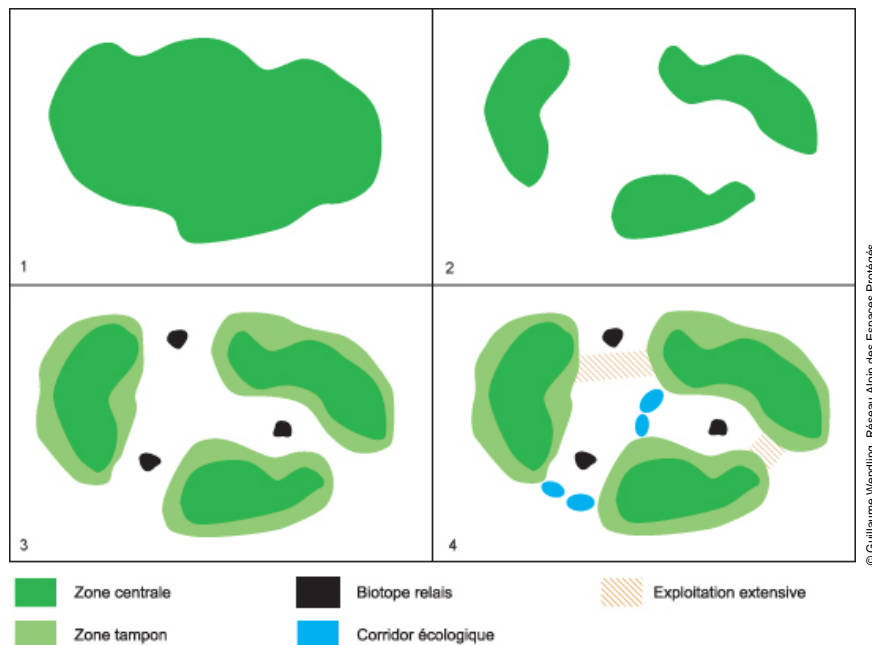 1
2
3
4
© Guillaume Wendling, Réseau Alpin des Espaces Protégés
Zone centrale
Biotope relais
Exploitation extensive
Zone tampon
Corridor écologique